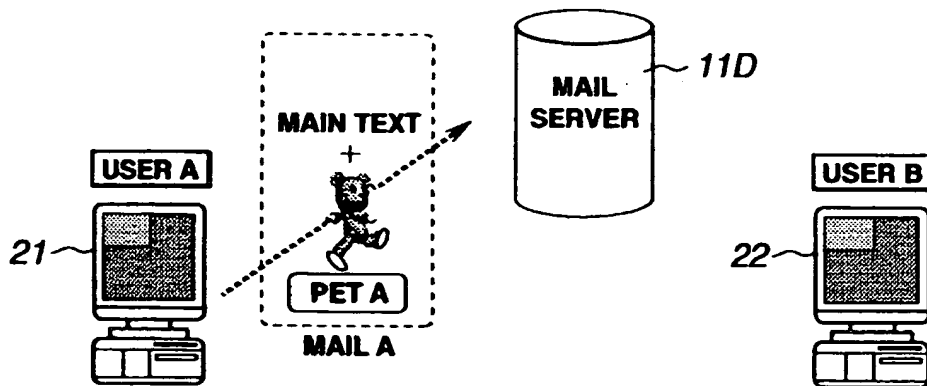 11D
MAIL
SERVER
MAIN TEXT
+
USER A
USER B
21
22
PET A
MAIL A